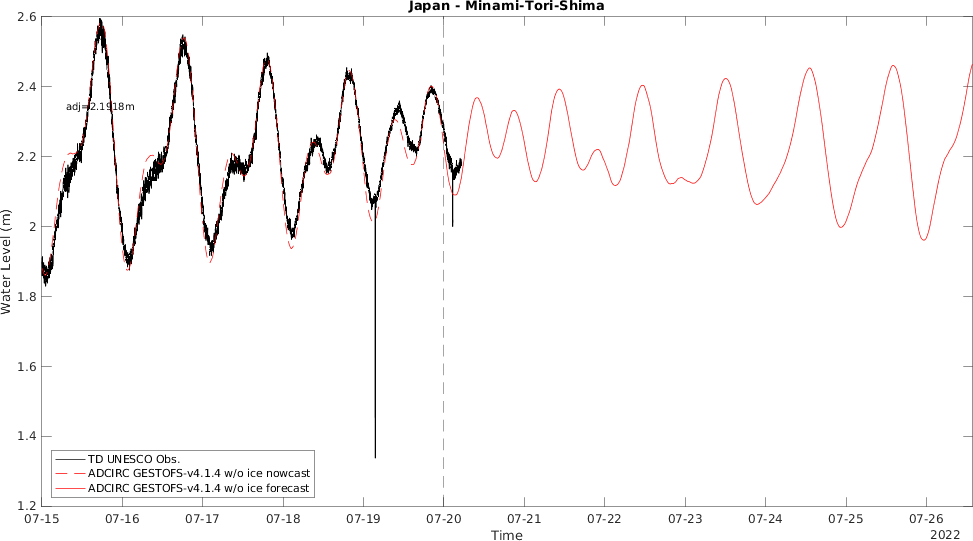 Japan - Minami-Tori-Shima
2.6
2.4
adj=2.1918m
2.2
2
1.8
1.6
1.4
1.2
Water Level (m)
TD UNESCO Obs.
ADCIRC GESTOFS-v4.1.4 w/o ice nowcast
ADCIRC GESTOFS-v4.1.4 w/o ice forecast
07-15 07-16 07-17 07-18 07-19 07-20 07-21 07-22 07-23 07-24 07-25 07-26
Time
2022